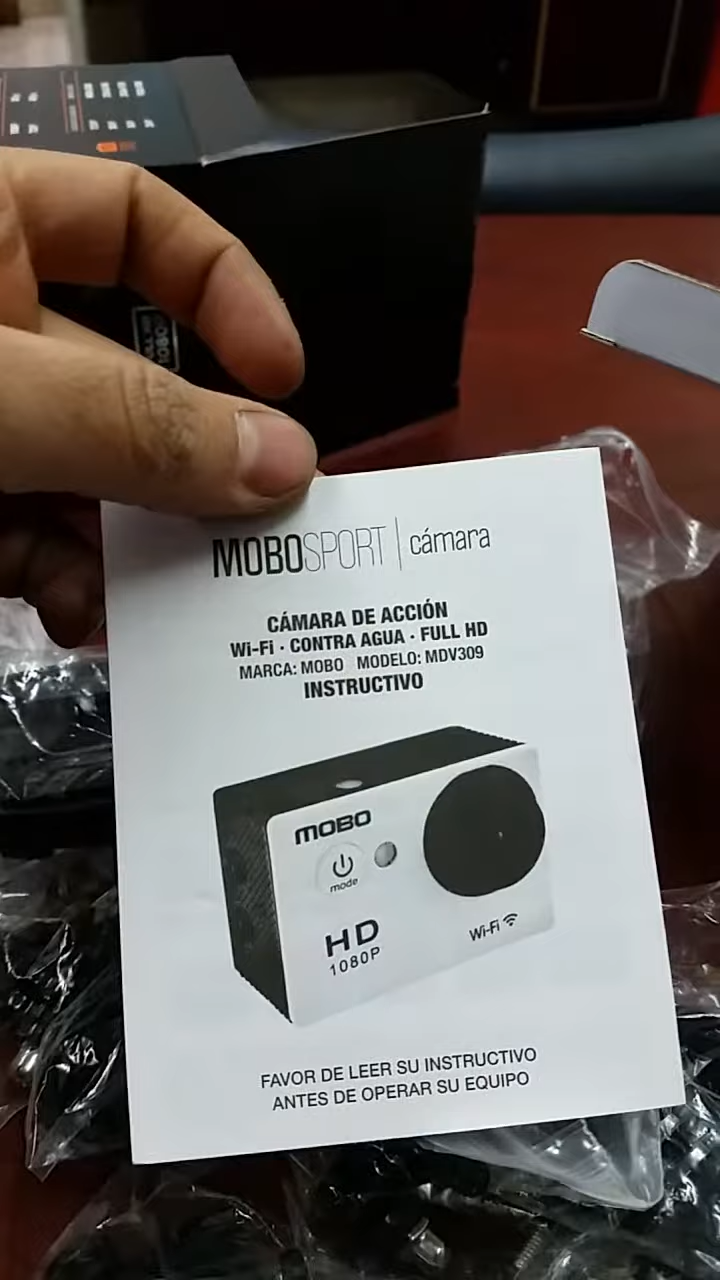 MOBOSPORT | cámara
CÁMARA DE ACCIÓN
Wi-Fi · CONTRA AGUA · FULL HD
MARCA: MOBO MODELO: MDV309
INSTRUCTIVO
MOBO
mode
HD
1080P
Wi-Fi
FAVOR DE LEER SU INSTRUCTIVO
ANTES DE OPERAR SU EQUIPO